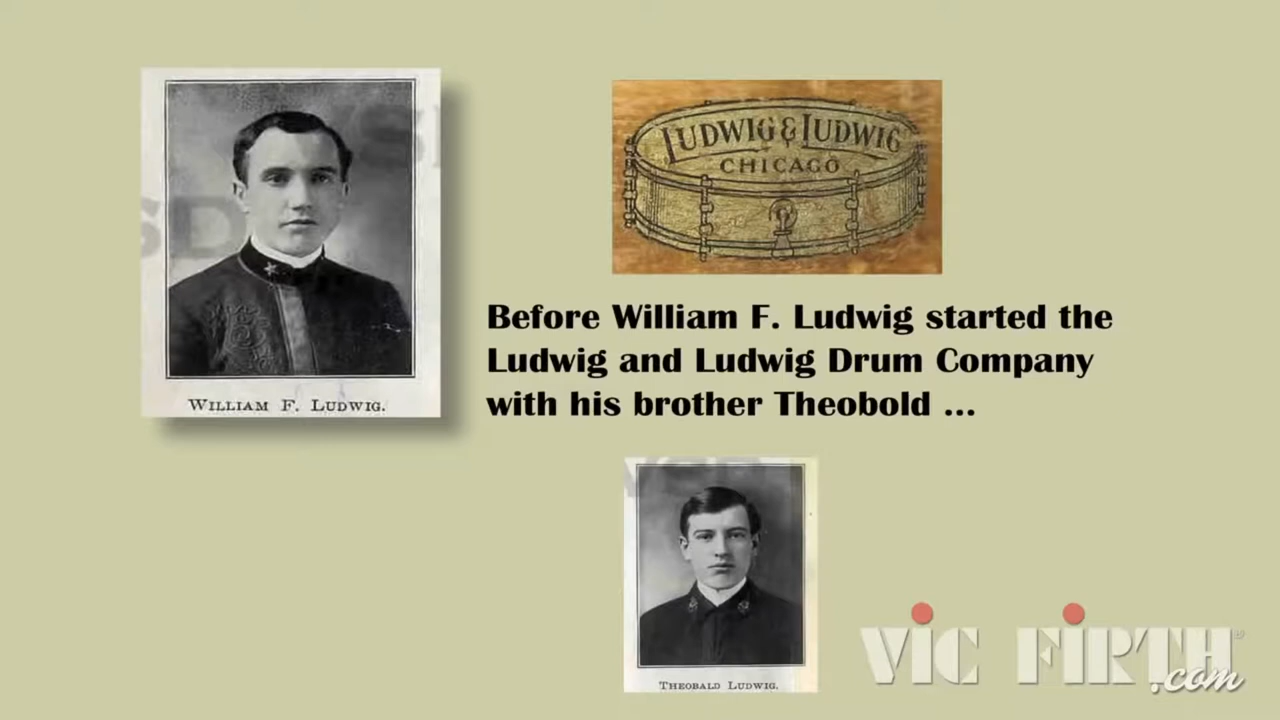 WILLIAM F. LUDWIG.
LUDWIG & LUDWIG
CHICAGO
Before William F. Ludwig started the
Ludwig and Ludwig Drum Company
with his brother Theobold ...
THEOBALD LUDWIG.
VIC FIRTH®
.com